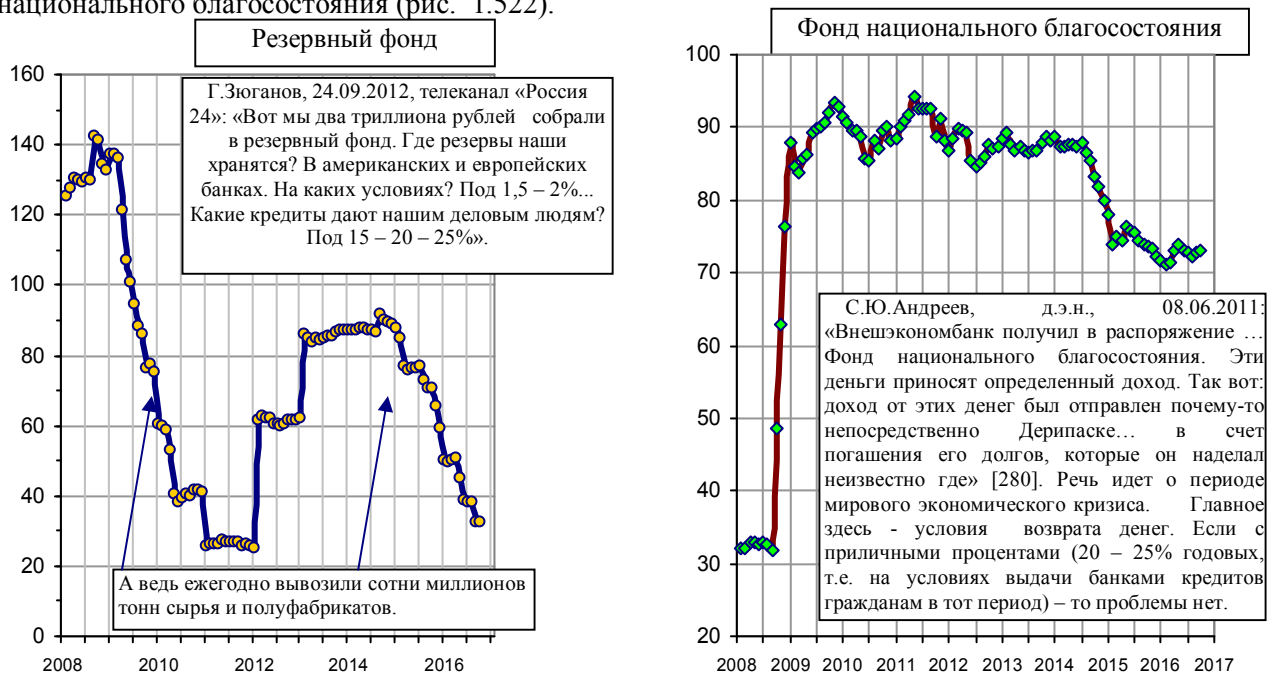 национального благосостояния (рис. 1.522).
Резервный фонд
160
140
120
100
80
60
40
20
0
2008 2010 2012 2014 2016
Г.Зюганов, 24.09.2012, телеканал «Россия
24»: «Вот мы два триллиона рублей собрали
в резервный фонд. Где резервы наши
хранятся? В американских и европейских
банках. На каких условиях? Под 1,5 – 2%...
Какие кредиты дают нашим деловым людям?
Под 15 – 20 – 25%».
А ведь ежегодно вывозили сотни миллионов
тонн сырья и полуфабрикатов.
Фонд национального благосостояния
100
90
80
70
60
50
40
30
20
2008 2009 2010 2011 2012 2013 2014 2015 2016 2017
С.Ю.Андреев, д.э.н., 08.06.2011:
«Внешэкономбанк получил в распоряжение …
Фонд национального благосостояния. Эти
деньги приносят определенный доход. Так вот:
доход от этих денег был отправлен почему-то
непосредственно Дерипаске… в счет
погашения его долгов, которые он наделал
неизвестно где» [280]. Речь идет о периоде
мирового экономического кризиса. Главное
здесь - условия возврата денег. Если с
приличными процентами (20 – 25% годовых,
т.е. на условиях выдачи банками кредитов
гражданам в тот период) – то проблемы нет.